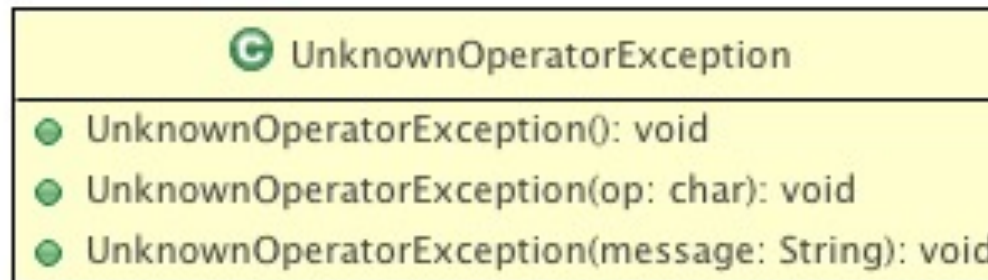 C UnknownOperatorException
UnknownOperatorException(): void
UnknownOperatorException(op: char): void
UnknownOperatorException(message: String): void